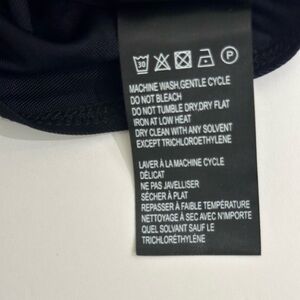 30 P
MACHINE WASH,GENTLE CYCLE
DO NOT BLEACH
DO NOT TUMBLE DRY,DRY FLAT
IRON AT LOW HEAT
DRY CLEAN WITH ANY SOLVENT
EXCEPT TRICHLOROETHYLENE
LAVER À LA MACHINE CYCLE
DÉLICAT
NE PAS JAVELLISER
SÉCHER À PLAT
REPASSER À FAIBLE TEMPÉRATURE
NETTOYAGE À SEC AVEC N'IMPORTE
QUEL SOLVANT SAUF LE
TRICHLORÉTHYLÈNE